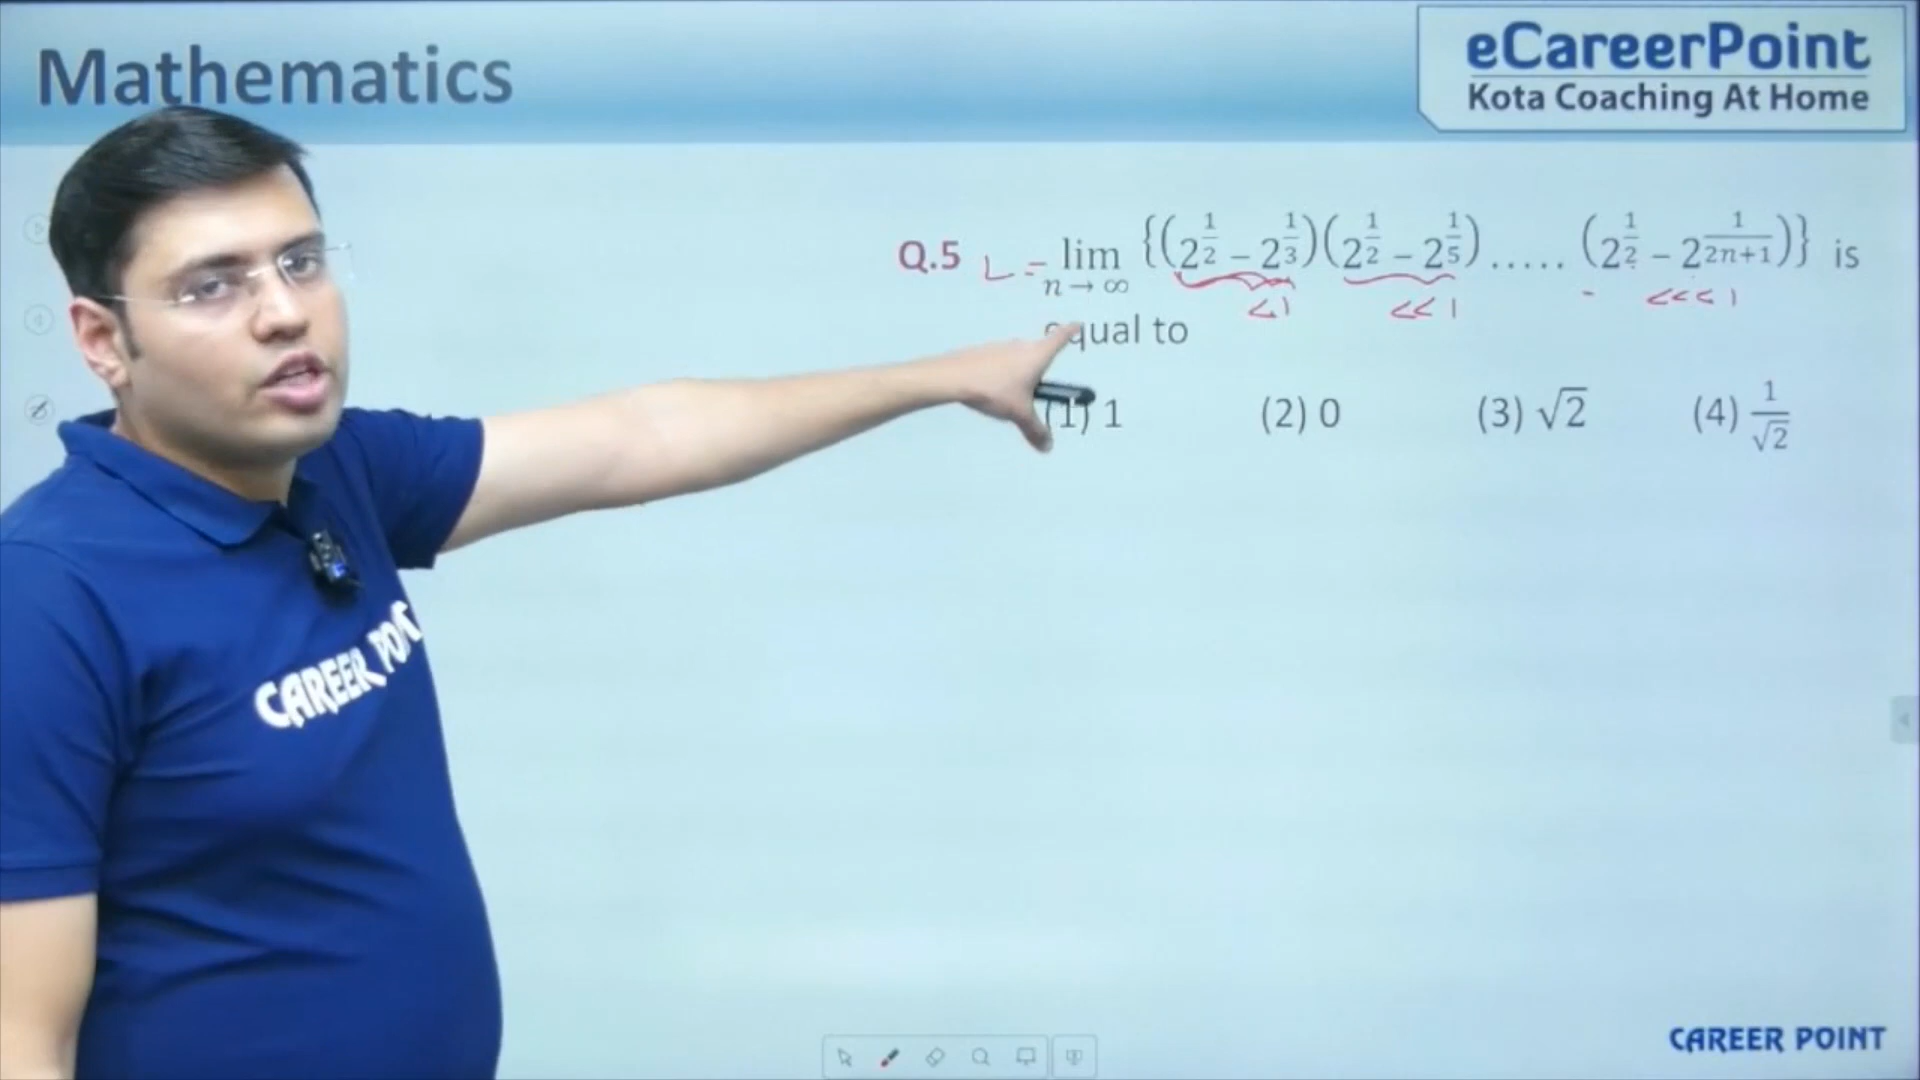 Mathematics
eCareerPoint
Kota Coaching At Home
Q.5 L = lim n→∞ {(2^{1/2} − 2^{1/3})(2^{1/2} − 2^{1/5})..... (2^{1/2} − 2^{1/(2n+1)})} is
<1 <<1 - <<<1
equal to
(1) 1 (2) 0 (3) √2 (4) 1/√2
CAREER POINT
CAREER POINT